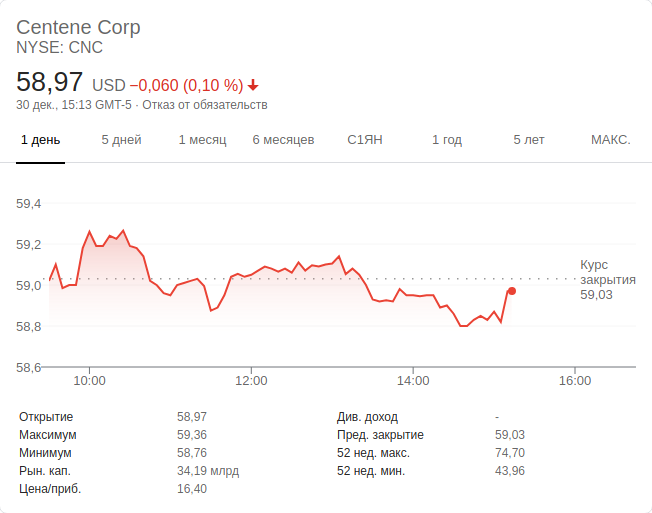 Centene Corp
NYSE: CNC
58,97 USD −0,060 (0,10 %)
30 дек., 15:13 GMT-5 · Отказ от обязательств
1 день 5 дней 1 месяц 6 месяцев С1ЯН 1 год 5 лет МАКС.
59,4
59,2
59,0
58,8
58,6
Курс
закрытия
59,03
10:00 12:00 14:00 16:00
Открытие 58,97 Див. доход -
Максимум 59,36 Пред. закрытие 59,03
Минимум 58,76 52 нед. макс. 74,70
Рын. кап. 34,19 млрд 52 нед. мин. 43,96
Цена/приб. 16,40